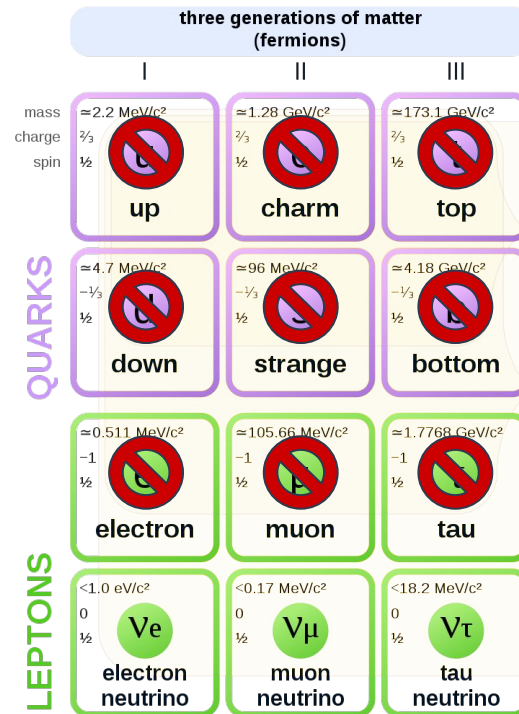 three generations of matter
(fermions)
I II III
mass ≃2.2 MeV/c² ≃1.28 GeV/c² ≃173.1 GeV/c²
charge ⅔ ⅔ ⅔
spin ½ ½ ½
up charm top
QUARKS
≃4.7 MeV/c² ≃96 MeV/c² ≃4.18 GeV/c²
−⅓ −⅓ −⅓
½ ½ ½
d
down strange bottom
≃0.511 MeV/c² ≃105.66 MeV/c² ≃1.7768 GeV/c²
−1 −1 −1
½ ½ ½
μ
electron muon tau
LEPTONS
<1.0 eV/c² <0.17 MeV/c² <18.2 MeV/c²
0 0 0
½ ½ ½
νe νμ ντ
electron muon tau
neutrino neutrino neutrino